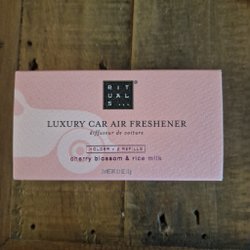 RITUALS...
LUXURY CAR AIR FRESHENER
diffuseur de voiture
HOLDER + 2 REFILLS
cherry blossom & rice milk